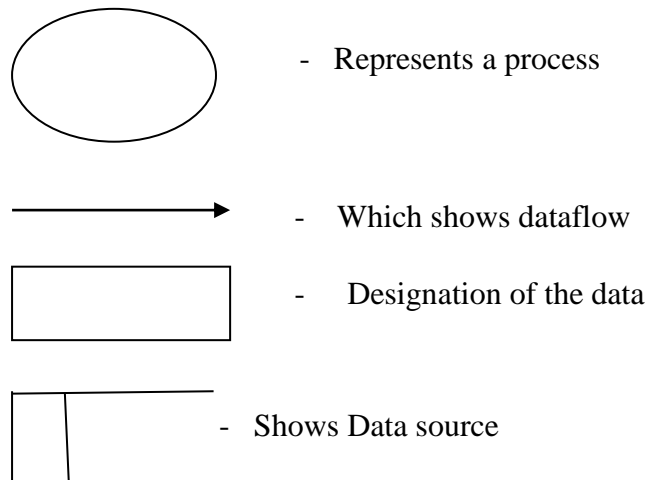 - Represents a process
- Which shows dataflow
- Designation of the data
- Shows Data source